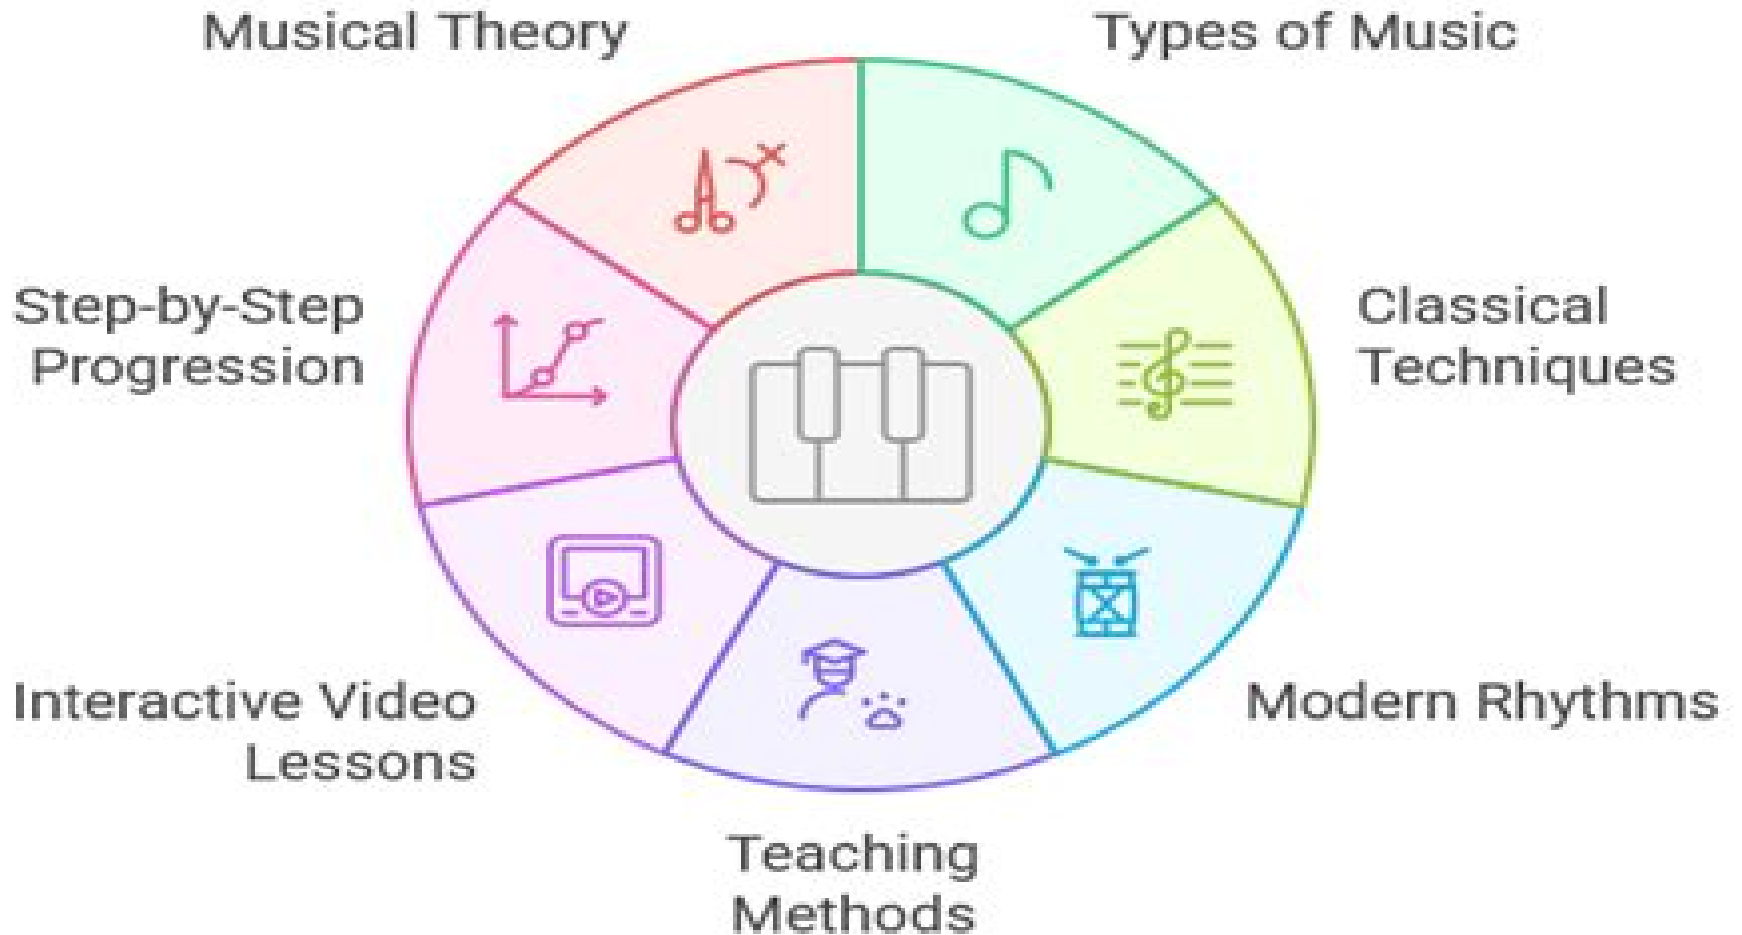 Musical Theory
Types of Music
Step-by-Step
Progression
Classical
Techniques
Interactive Video
Lessons
Modern Rhythms
Teaching
Methods